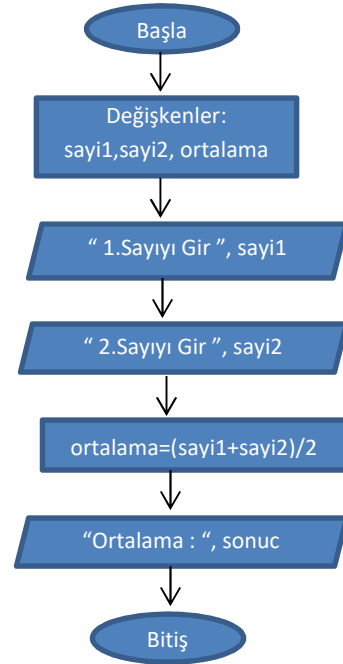 Başla
Değişkenler:
sayi1,sayi2, ortalama
“ 1.Sayıyı Gir ”, sayi1
“ 2.Sayıyı Gir ”, sayi2
ortalama=(sayi1+sayi2)/2
“Ortalama : “, sonuc
Bitiş